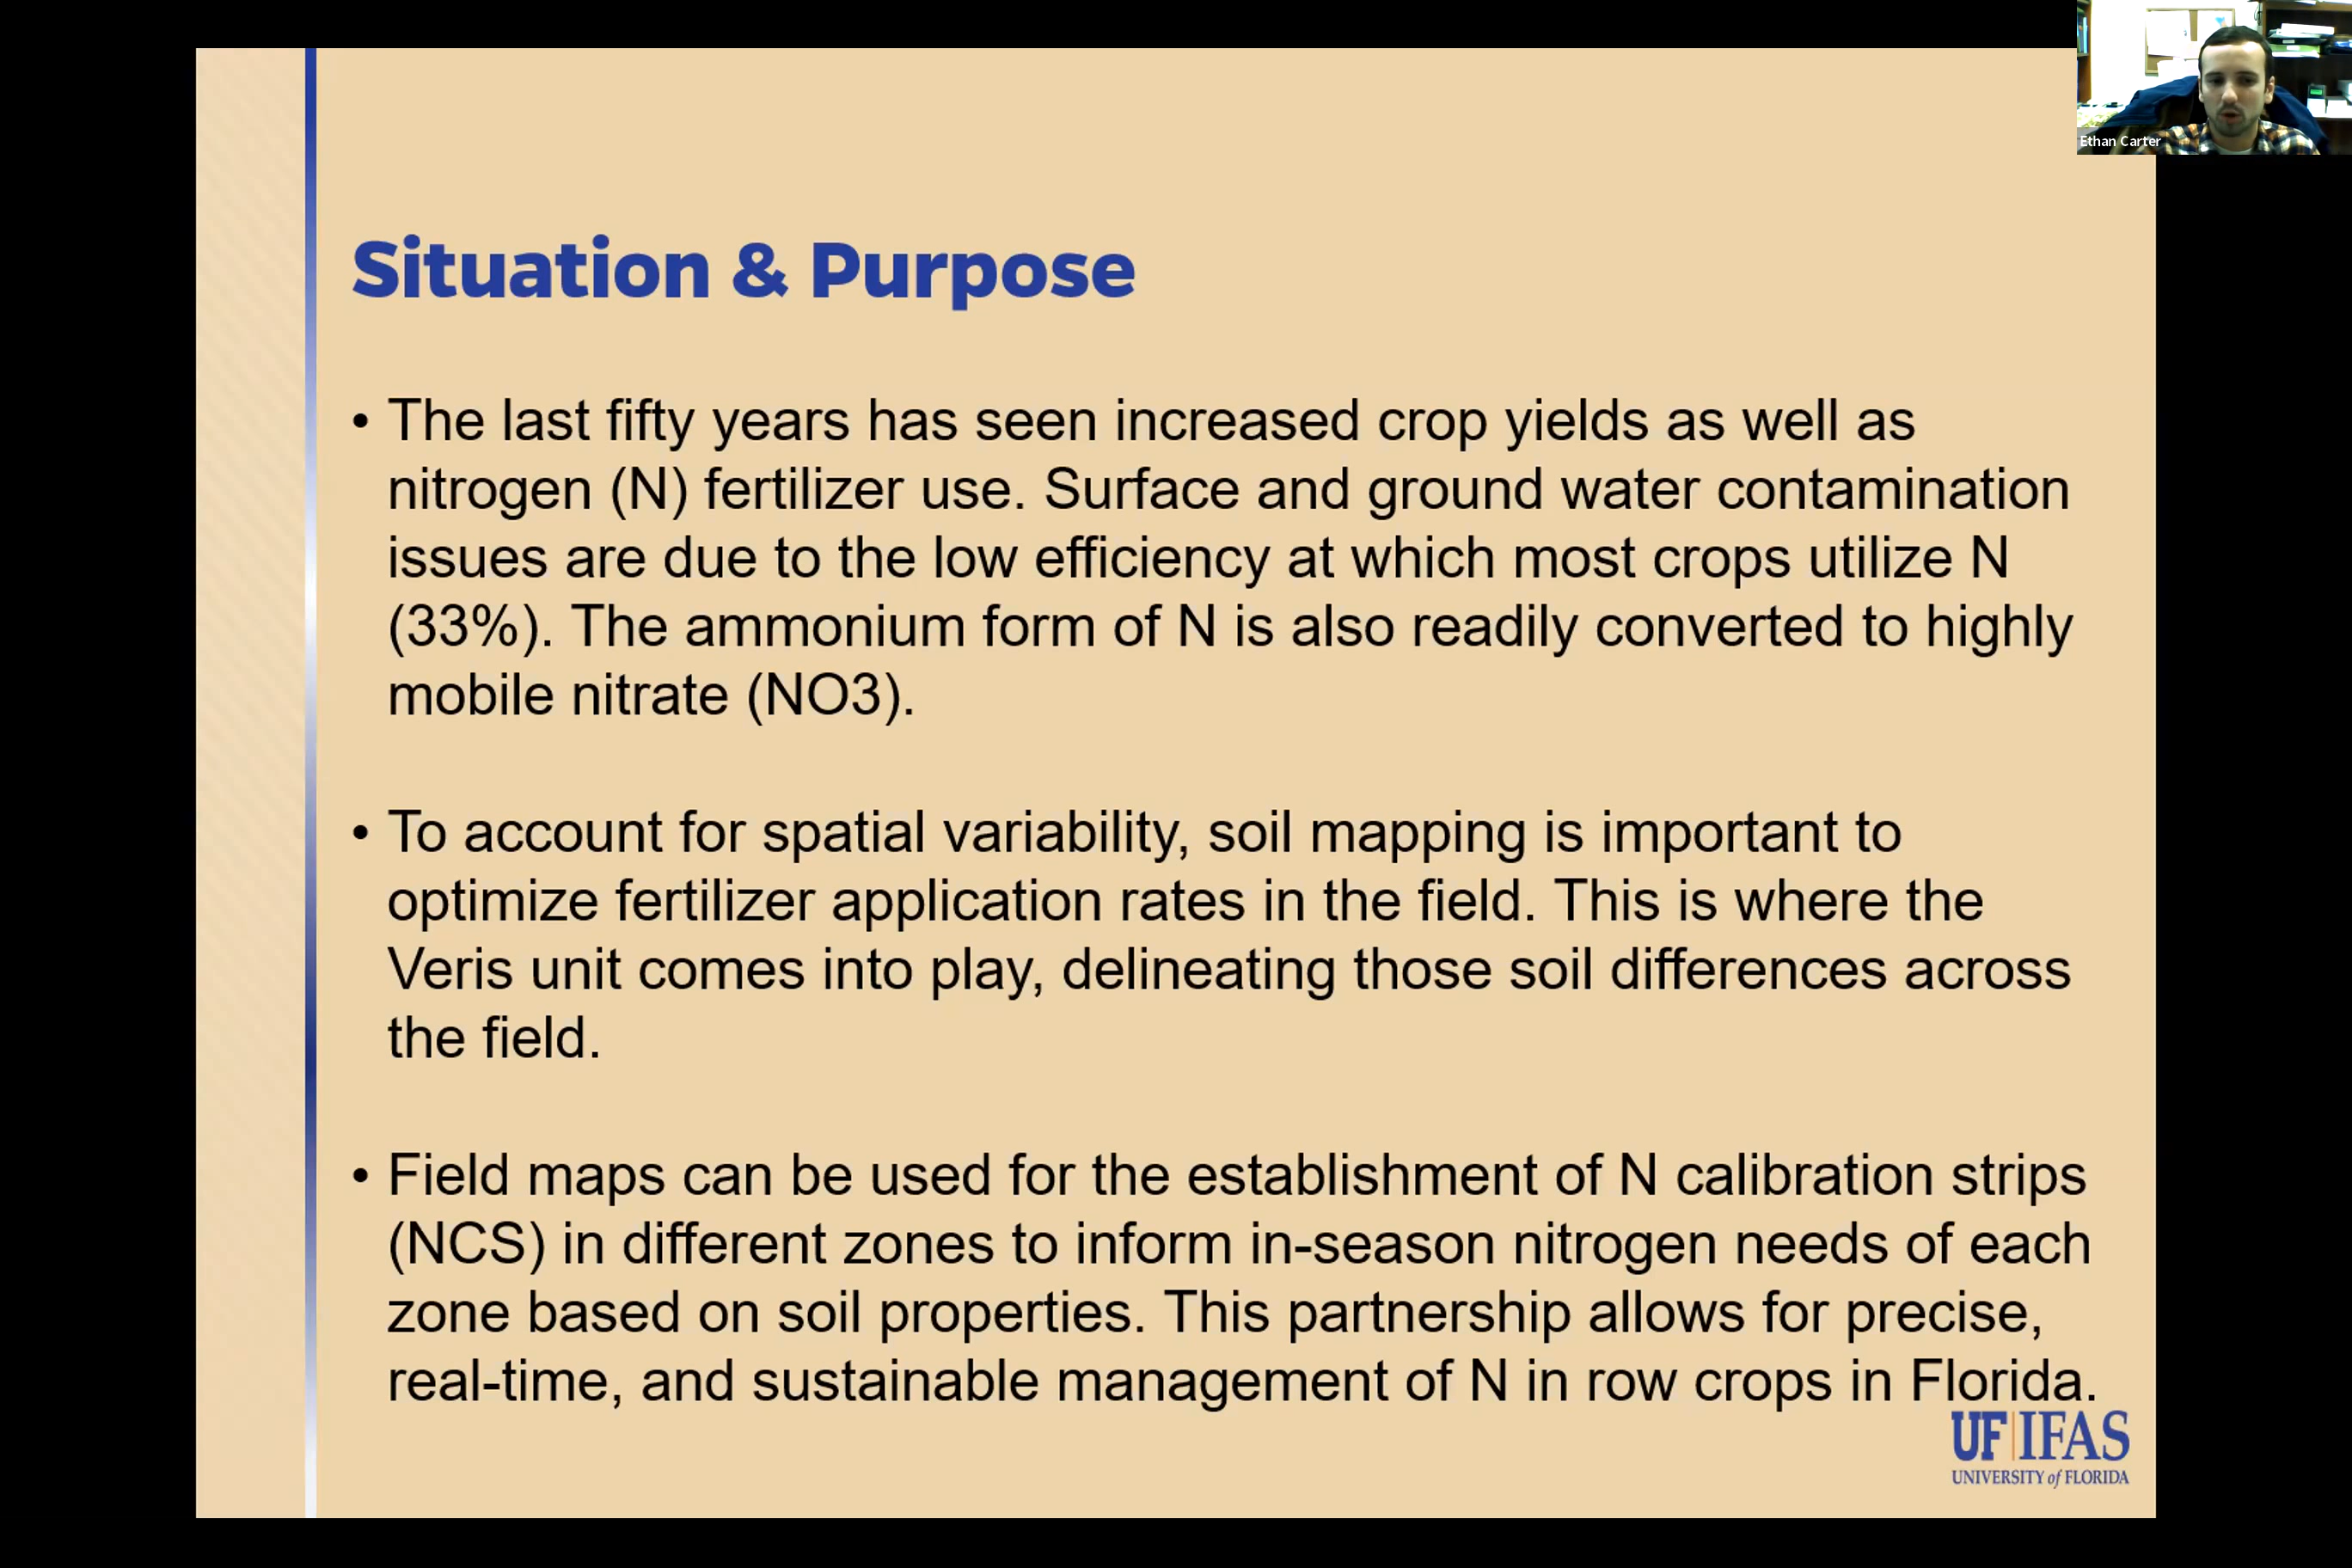 Ethan Carter
Situation & Purpose
• The last fifty years has seen increased crop yields as well as
nitrogen (N) fertilizer use. Surface and ground water contamination
issues are due to the low efficiency at which most crops utilize N
(33%). The ammonium form of N is also readily converted to highly
mobile nitrate (NO3).
• To account for spatial variability, soil mapping is important to
optimize fertilizer application rates in the field. This is where the
Veris unit comes into play, delineating those soil differences across
the field.
• Field maps can be used for the establishment of N calibration strips
(NCS) in different zones to inform in-season nitrogen needs of each
zone based on soil properties. This partnership allows for precise,
real-time, and sustainable management of N in row crops in Florida.
UF|IFAS
UNIVERSITY of FLORIDA